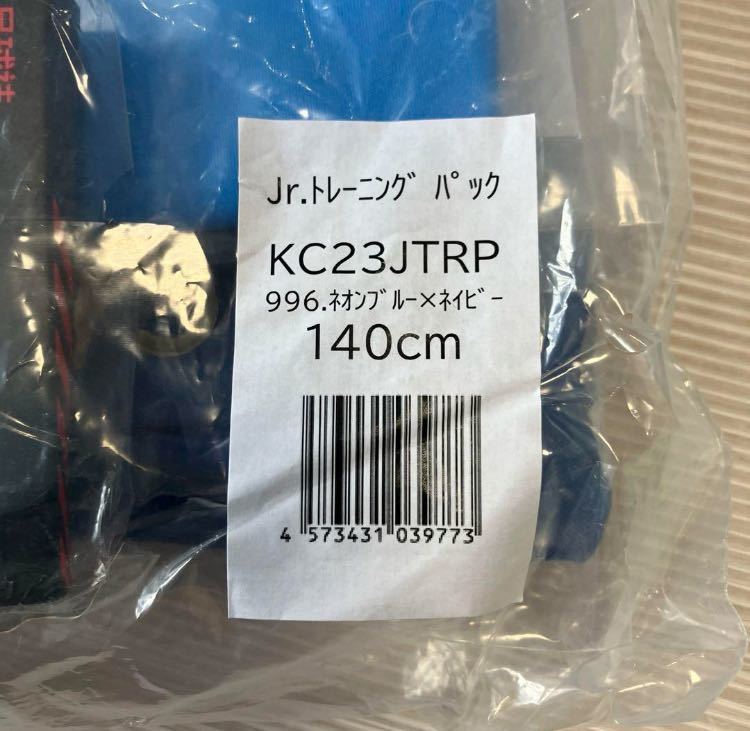 Jr.ﾄﾚｰﾆﾝｸﾞ ﾊﾟｯｸ
KC23JTRP
996.ﾈｵﾝﾌﾞﾙｰ×ﾈｲﾋﾞｰ
140cm
4 573431 039773